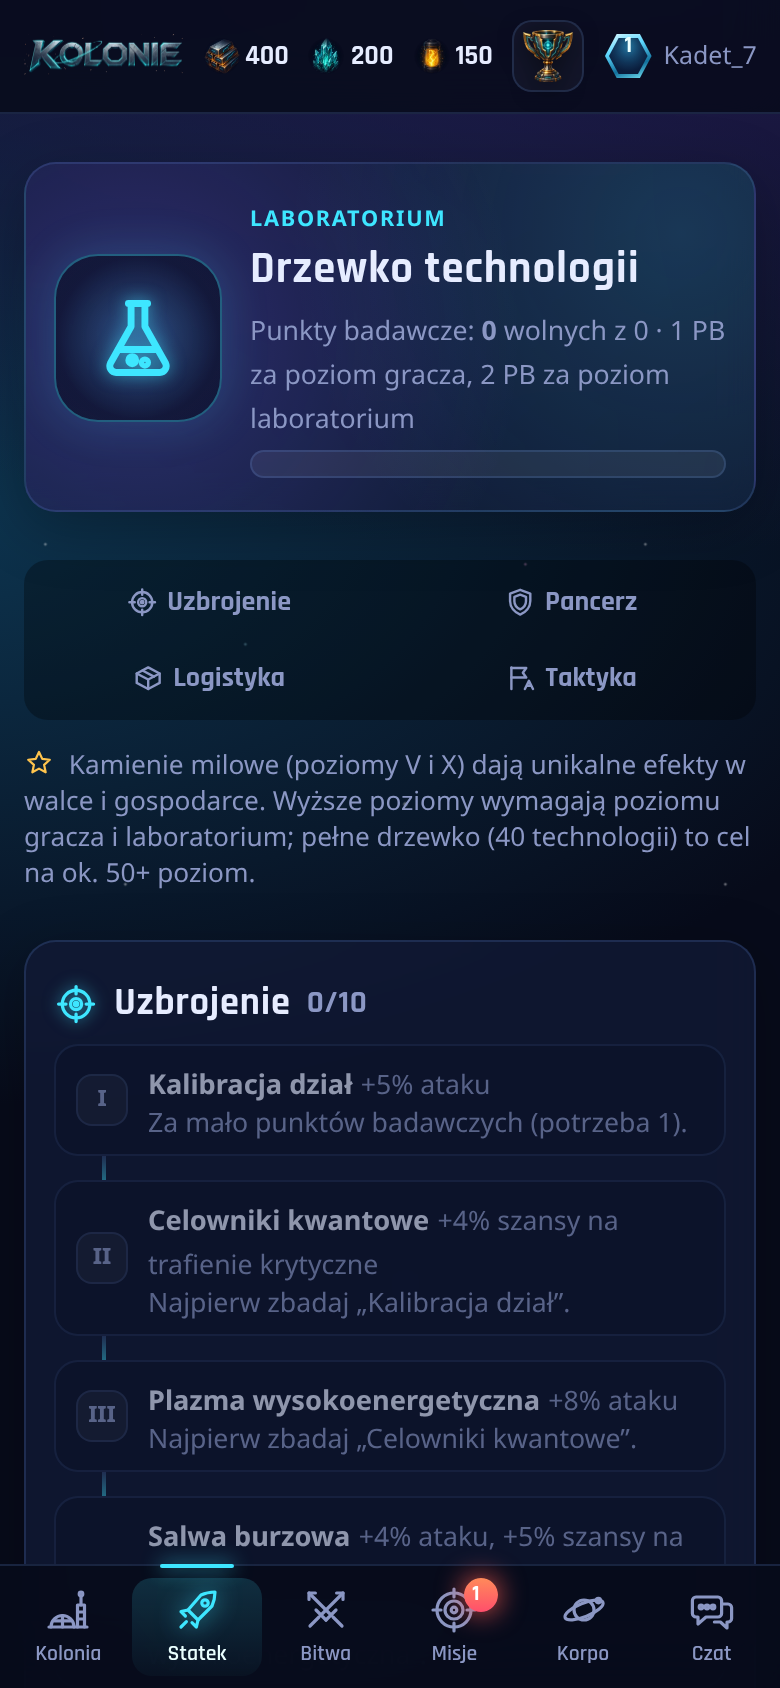 KOLONIE 400 200 150 1 Kadet_7
LABORATORIUM
Drzewko technologii
Punkty badawcze: 0 wolnych z 0 · 1 PB
za poziom gracza, 2 PB za poziom
laboratorium
Uzbrojenie
Pancerz
Logistyka
Taktyka
Kamienie milowe (poziomy V i X) dają unikalne efekty w
walce i gospodarce. Wyższe poziomy wymagają poziomu
gracza i laboratorium; pełne drzewko (40 technologii) to cel
na ok. 50+ poziom.
Uzbrojenie 0/10
I
Kalibracja dział +5% ataku
Za mało punktów badawczych (potrzeba 1).
II
Celowniki kwantowe +4% szansy na
trafienie krytyczne
Najpierw zbadaj „Kalibracja dział”.
III
Plazma wysokoenergetyczna +8% ataku
Najpierw zbadaj „Celowniki kwantowe”.
Salwa burzowa +4% ataku, +5% szansy na
Kolonia
Statek
Bitwa
1
Misje
Korpo
Czat